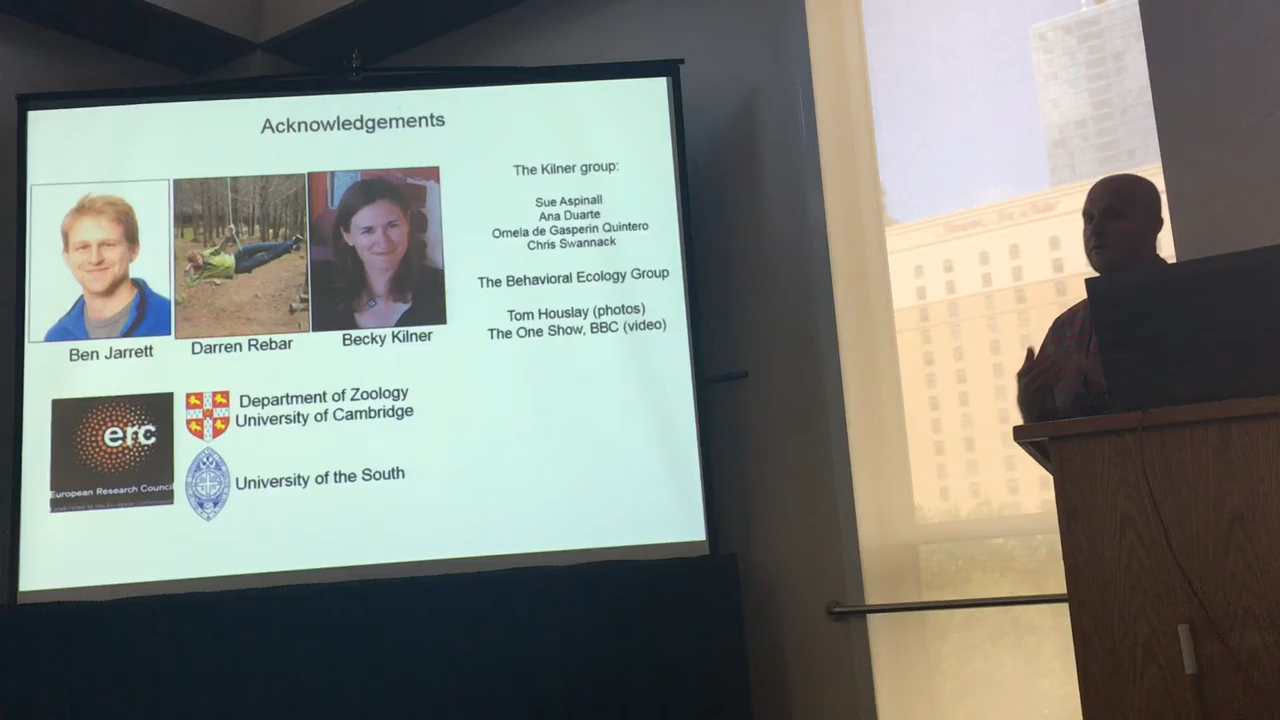 Acknowledgements
Ben Jarrett
Darren Rebar
Becky Kilner
The Kilner group:
Sue Aspinall
Ana Duarte
Ornela de Gasperin Quintero
Chris Swannack
The Behavioral Ecology Group
Tom Houslay (photos)
The One Show, BBC (video)
erc
European Research Council
Department of Zoology
University of Cambridge
University of the South